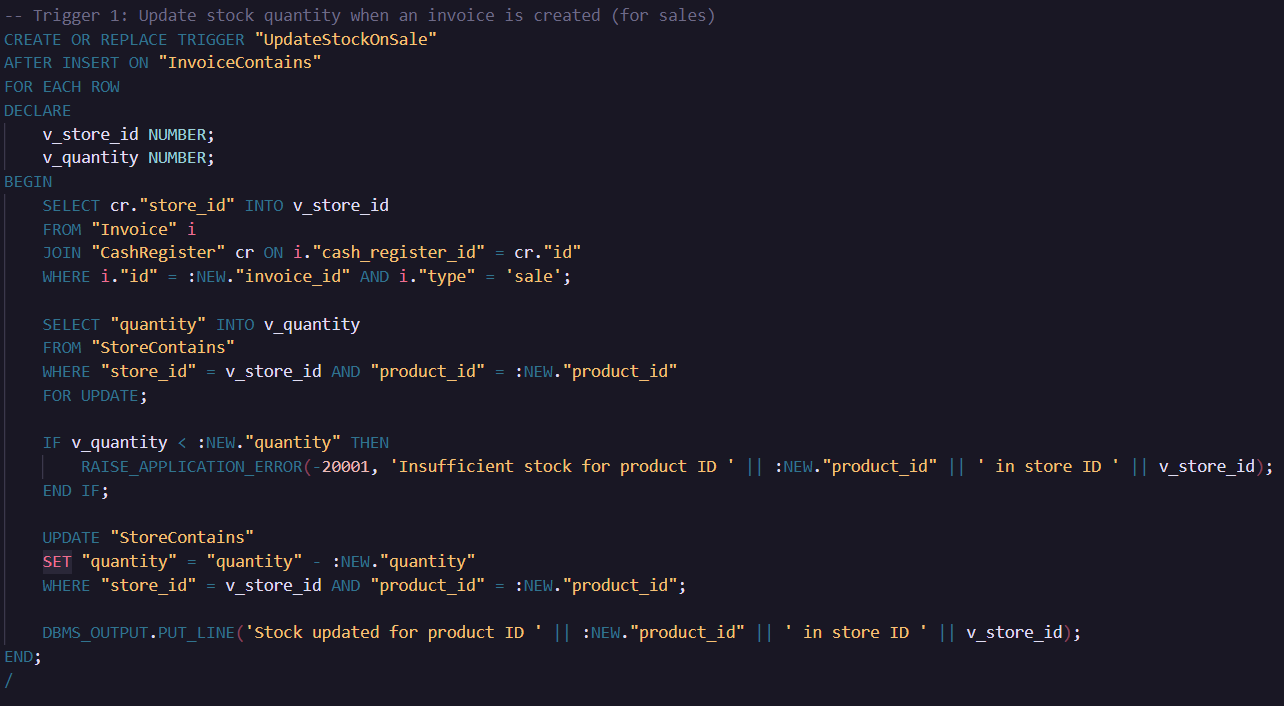 -- Trigger 1: Update stock quantity when an invoice is created (for sales)
CREATE OR REPLACE TRIGGER "UpdateStockOnSale"
AFTER INSERT ON "InvoiceContains"
FOR EACH ROW
DECLARE
    v_store_id NUMBER;
    v_quantity NUMBER;
BEGIN
    SELECT cr."store_id" INTO v_store_id
    FROM "Invoice" i
    JOIN "CashRegister" cr ON i."cash_register_id" = cr."id"
    WHERE i."id" = :NEW."invoice_id" AND i."type" = 'sale';

    SELECT "quantity" INTO v_quantity
    FROM "StoreContains"
    WHERE "store_id" = v_store_id AND "product_id" = :NEW."product_id"
    FOR UPDATE;

    IF v_quantity < :NEW."quantity" THEN
        RAISE_APPLICATION_ERROR(-20001, 'Insufficient stock for product ID ' || :NEW."product_id" || ' in store ID ' || v_store_id);
    END IF;

    UPDATE "StoreContains"
    SET "quantity" = "quantity" - :NEW."quantity"
    WHERE "store_id" = v_store_id AND "product_id" = :NEW."product_id";

    DBMS_OUTPUT.PUT_LINE('Stock updated for product ID ' || :NEW."product_id" || ' in store ID ' || v_store_id);
END;
/